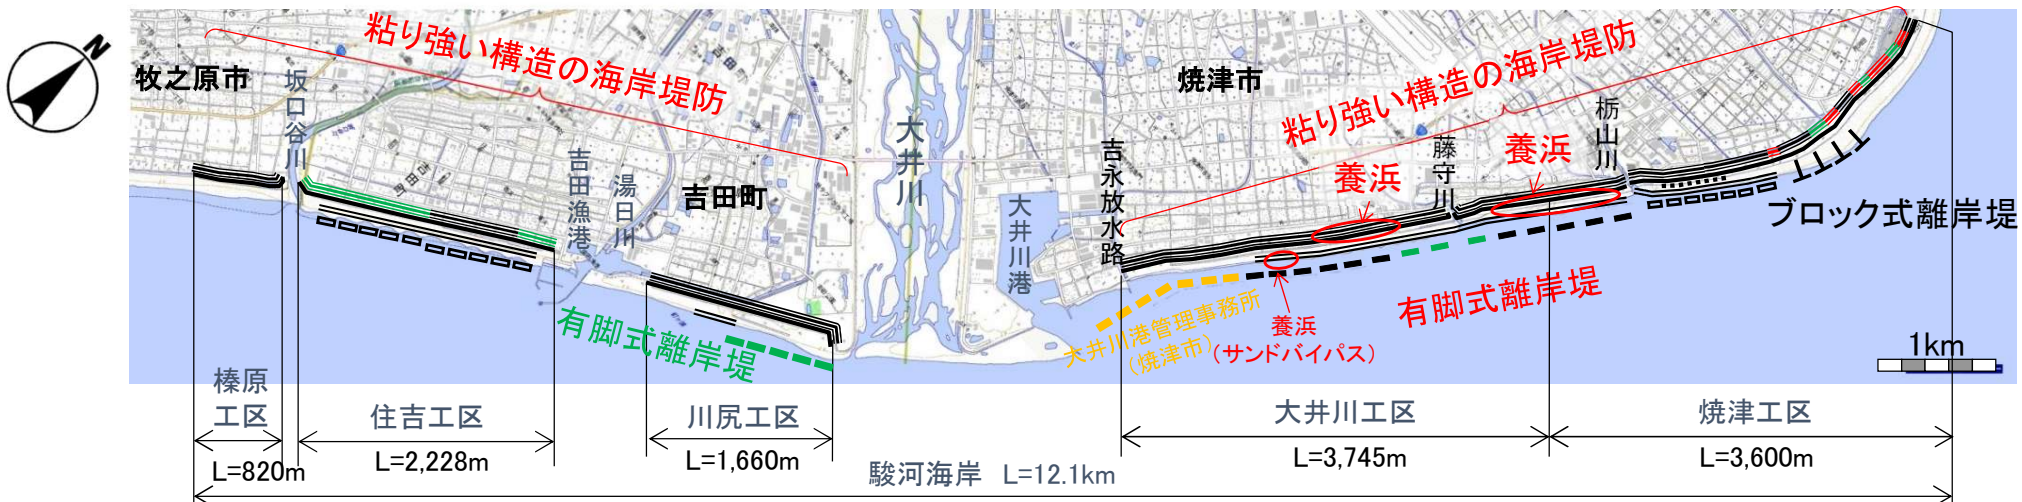 N
牧之原市
坂口谷川
粘り強い構造の海岸堤防
吉田町
吉田漁港
湯日川
吉田町
大井川
大井川港
吉永放水路
焼津市
粘り強い構造の海岸堤防
養浜
藤守川
養浜
栃山川
ブロック式離岸堤
有脚式離岸堤
有脚式離岸堤
大井川港管理事務所
(焼津市)
養浜
(サンドバイパス)
1km
榛原
工区
住吉工区
川尻工区
大井川工区
焼津工区
L=820m
L=2,228m
L=1,660m
L=3,745m
L=3,600m
駿河海岸 L=12.1km